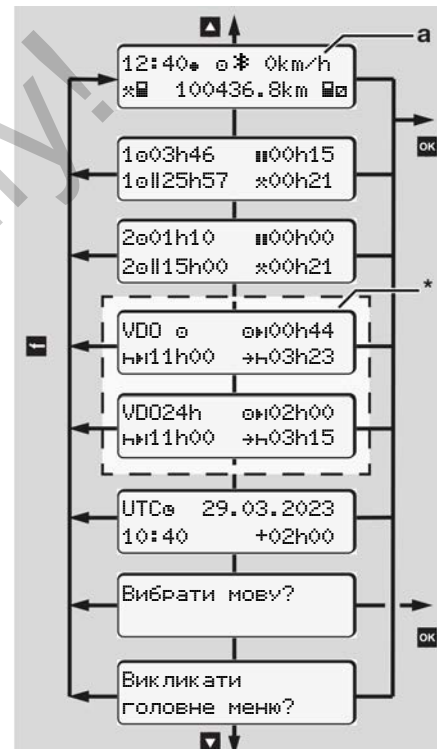 a
12:40 0km/h
100436.8km
OK
1 03h46 00h15
1 25h57 00h21
2 01h10 00h00
2 15h00 00h21
*
VDO 00h44
11h00 03h23
VDO24h 02h00
11h00 03h15
UTC 29.03.2023
10:40 +02h00
Вибрати мову?
OK
Викликати
головне меню?
ny!